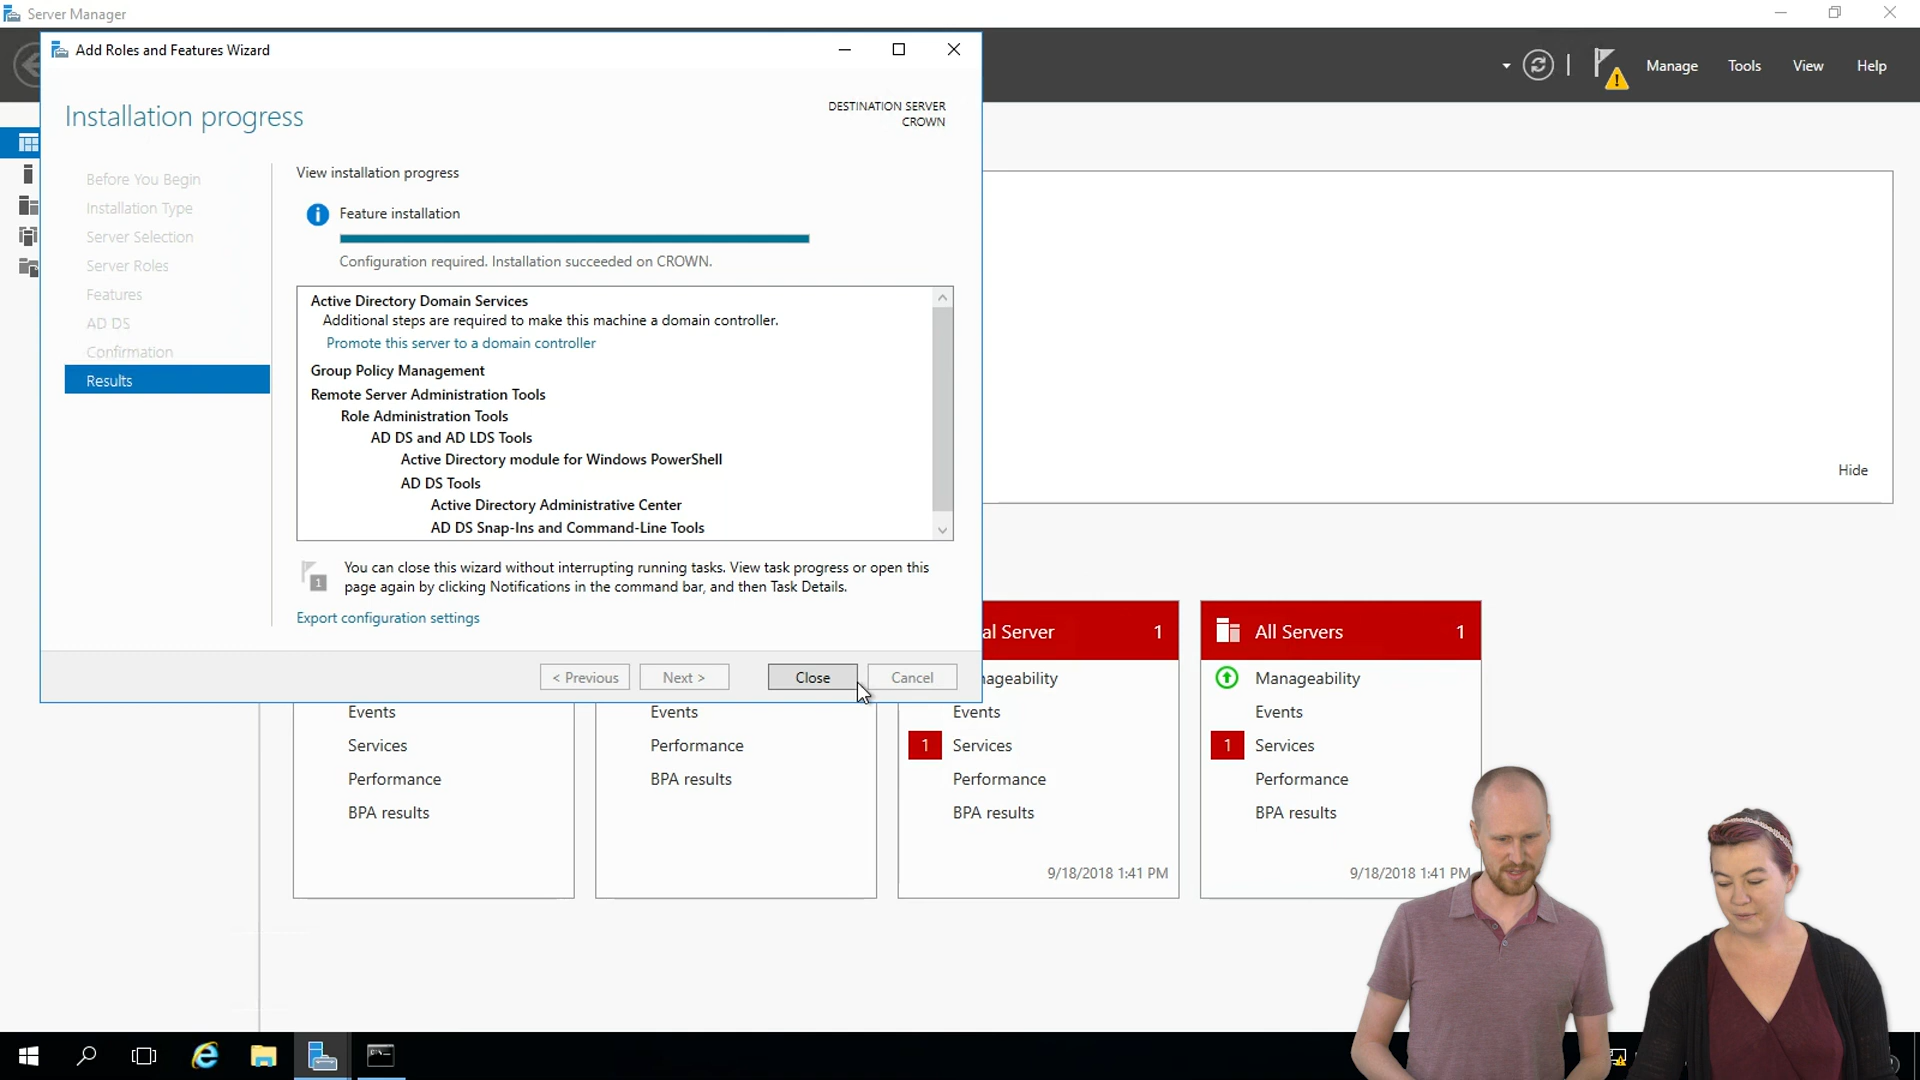 Server Manager
Add Roles and Features Wizard
Manage
Tools
View
Help
Installation progress
DESTINATION SERVER
CROWN
Before You Begin
Installation Type
Server Selection
Server Roles
Features
AD DS
Confirmation
Results
View installation progress
Feature installation
Configuration required. Installation succeeded on CROWN.
Active Directory Domain Services
Additional steps are required to make this machine a domain controller.
Promote this server to a domain controller
Group Policy Management
Remote Server Administration Tools
Role Administration Tools
AD DS and AD LDS Tools
Active Directory module for Windows PowerShell
AD DS Tools
Active Directory Administrative Center
AD DS Snap-Ins and Command-Line Tools
1
You can close this wizard without interrupting running tasks. View task progress or open this
page again by clicking Notifications in the command bar, and then Task Details.
Export configuration settings
< Previous
Next >
Close
Cancel
Hide
Events
Services
Performance
BPA results
Events
Performance
BPA results
al Server 1
nageability
Events
1 Services
Performance
BPA results
9/18/2018 1:41 PM
All Servers 1
Manageability
Events
1 Services
Performance
BPA results
9/18/2018 1:41 PM